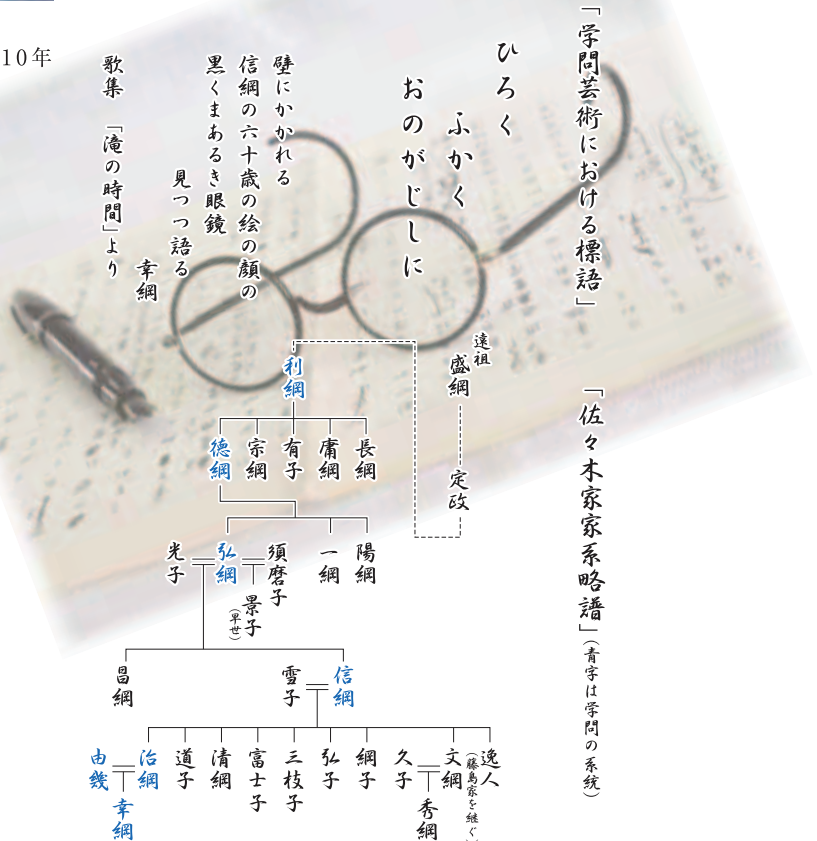 10年
「学問芸術における標語」
ひろく
ふかく
おのがじしに
壁にかかれる
信綱の六十歳の絵の顔の
黒くまあるき眼鏡
見つつ語る
幸綱
歌集 「滝の時間」より
「佐々木家家系略譜」(青字は学問の系統)
遠祖
盛綱
定政
利綱
長綱
庸綱
有子
宗綱
徳綱
陽綱
一綱
須磨子
景子
(早世)
弘綱
光子
信綱
雪子
昌綱
逸人
(藤島家を継ぐ)
文綱
久子
秀綱
綱子
弘子
三枝子
富士子
清綱
道子
治綱
由幾
幸綱